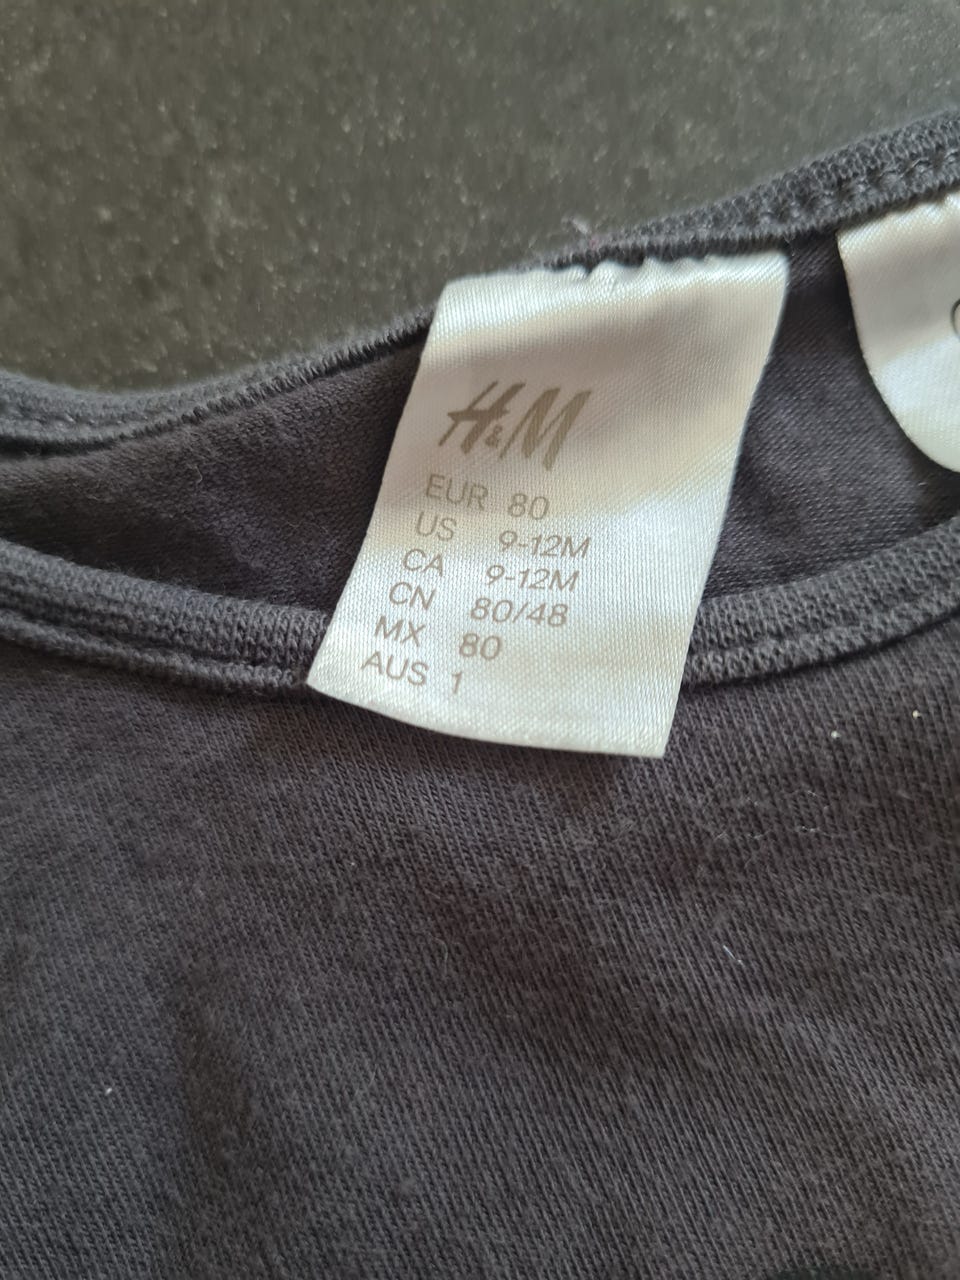 H&M
EUR 80
US 9-12M
CA 9-12M
CN 80/48
MX 80
AUS 1